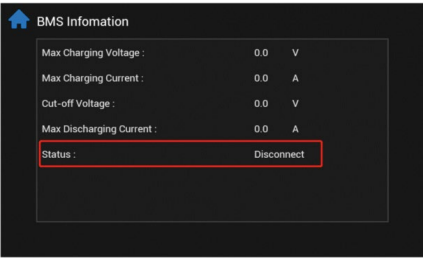 BMS Infomation
Max Charging Voltage : 0.0 V
Max Charging Current : 0.0 A
Cut-off Voltage : 0.0 V
Max Discharging Current : 0.0 A
Status : Disconnect